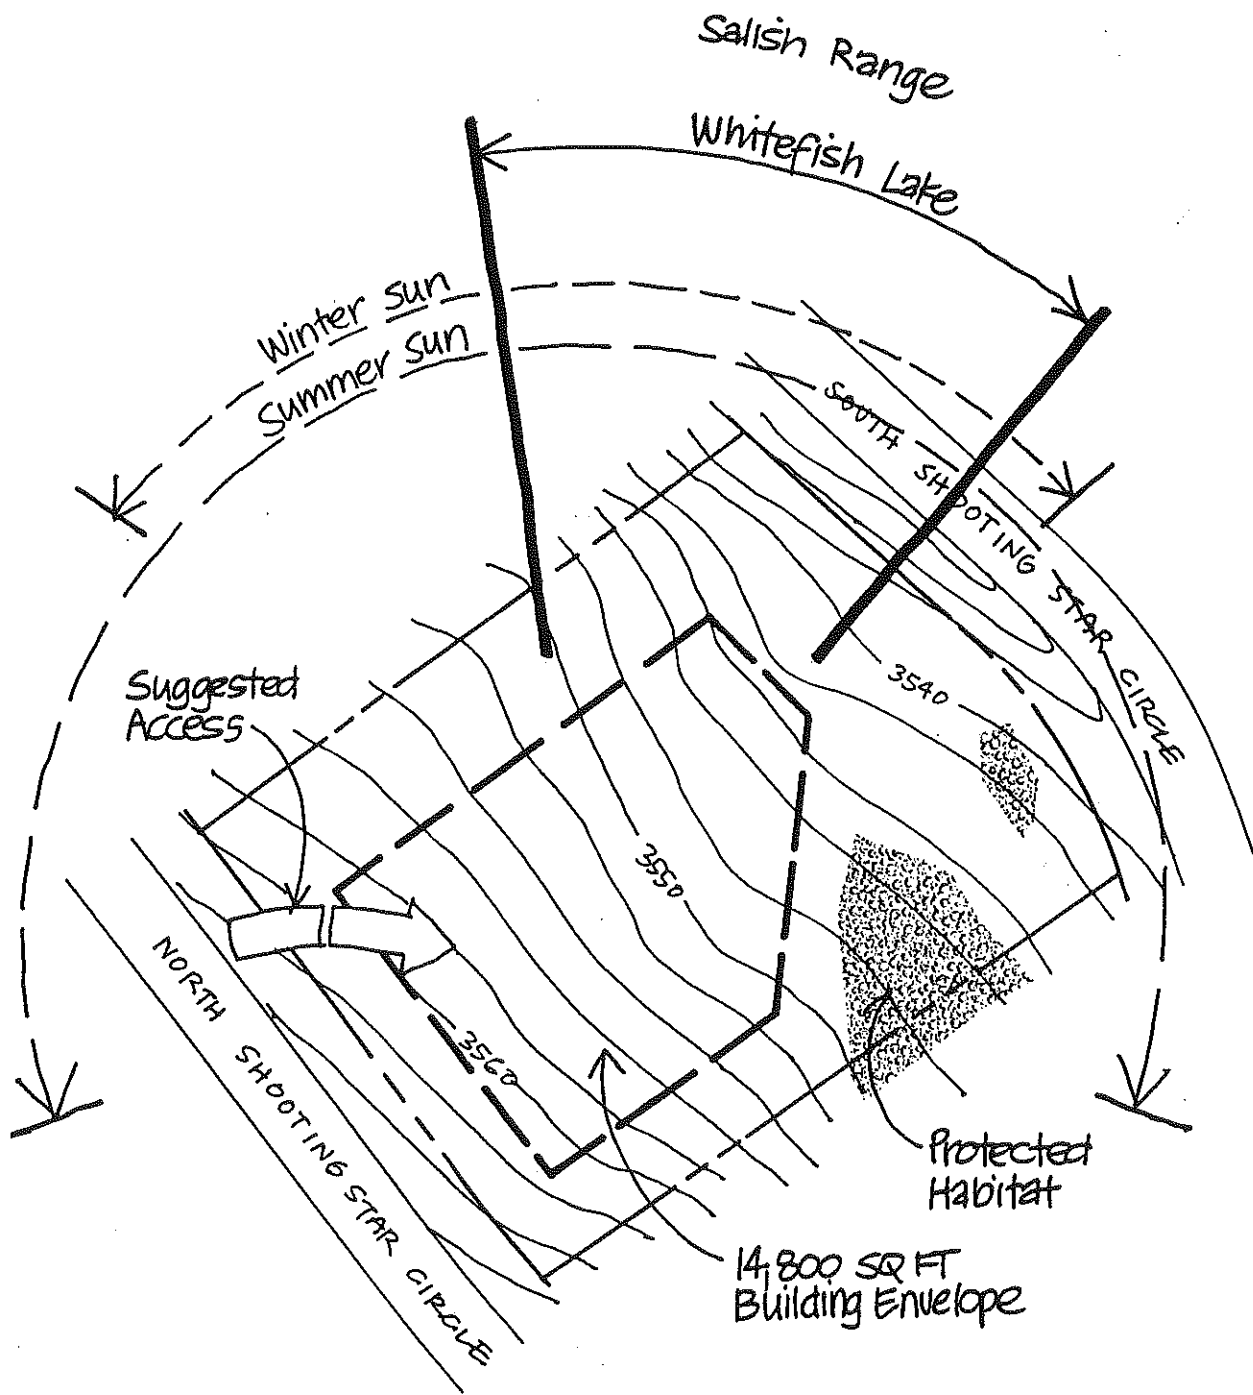 Salish Range
Whitefish Lake
Winter Sun
Summer Sun
SOUTH SHOOTING STAR CIRCLE
Suggested
Access
3540
3550
3560
NORTH SHOOTING STAR CIRCLE
Protected
Habitat
14,800 SQ FT
Building Envelope